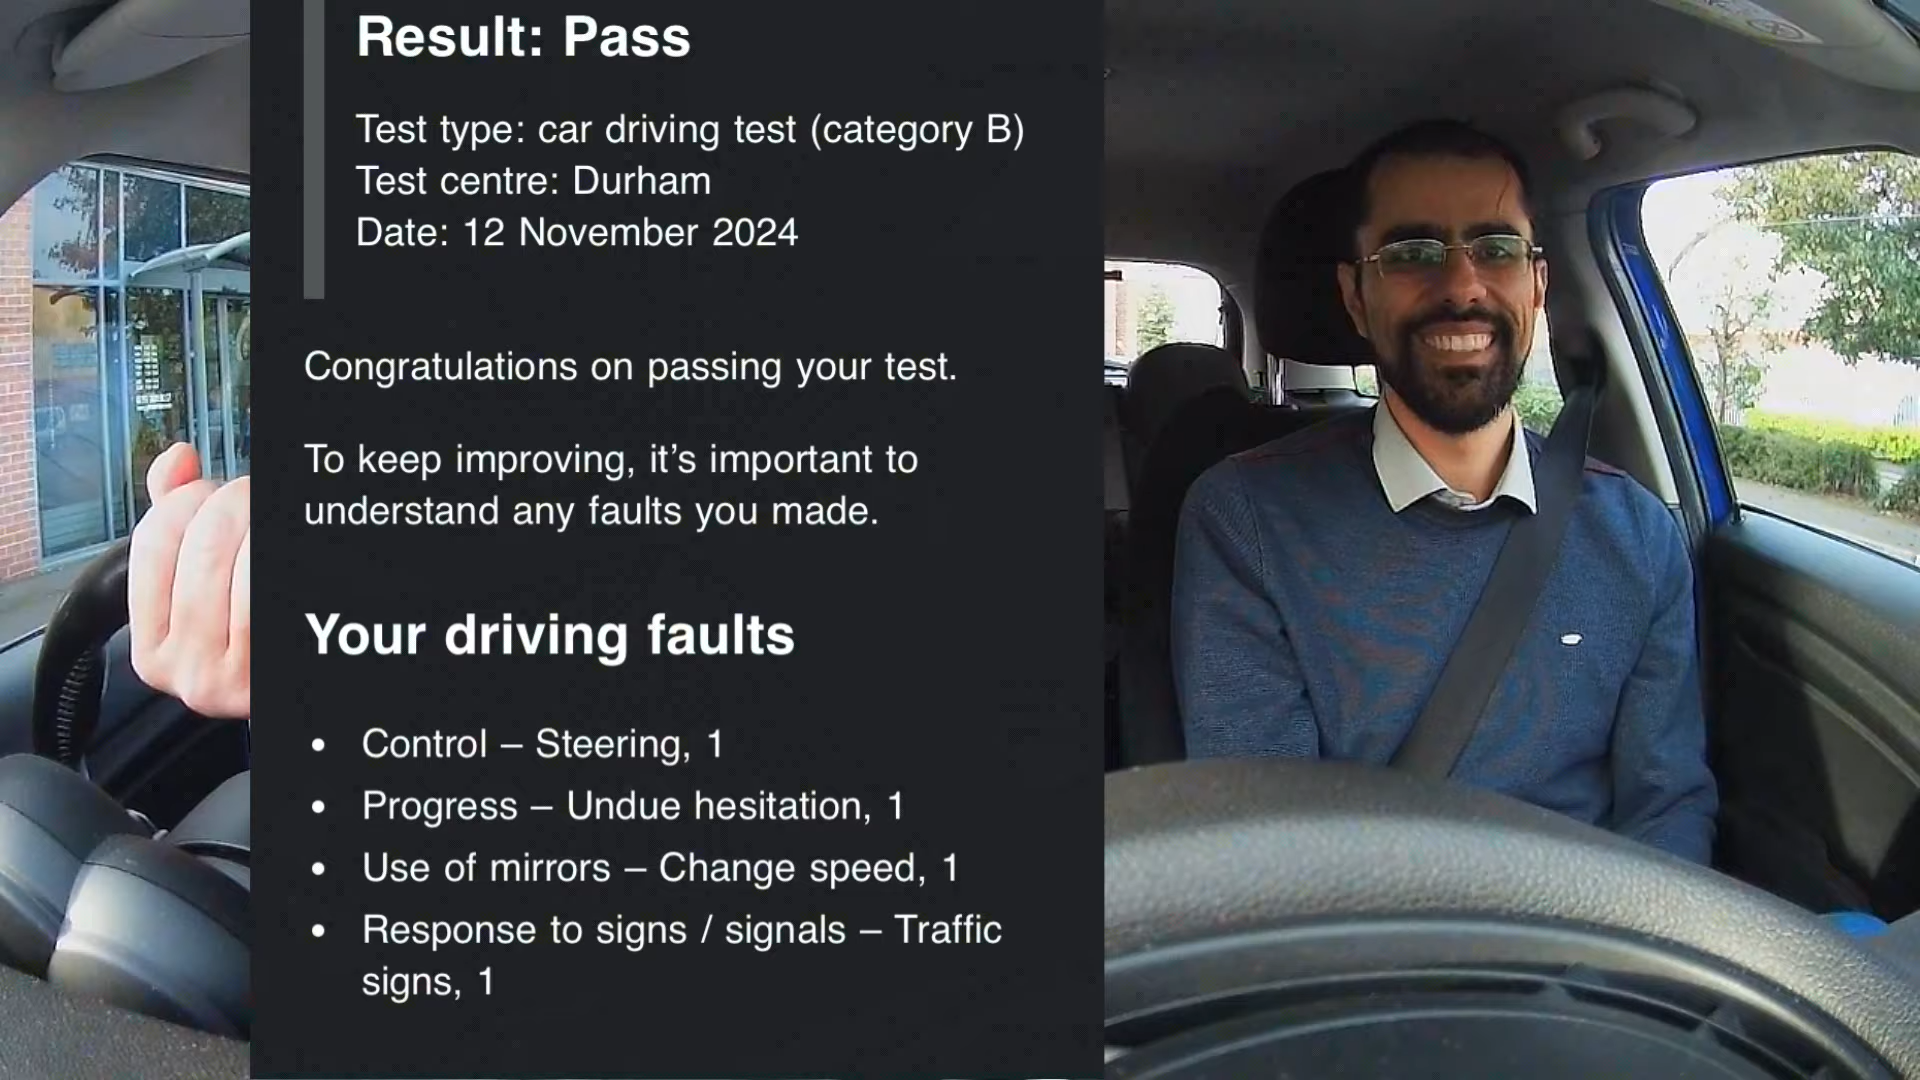 Result: Pass
Test type: car driving test (category B)
Test centre: Durham
Date: 12 November 2024
Congratulations on passing your test.
To keep improving, it’s important to
understand any faults you made.
Your driving faults
• Control – Steering, 1
• Progress – Undue hesitation, 1
• Use of mirrors – Change speed, 1
• Response to signs / signals – Traffic
signs, 1